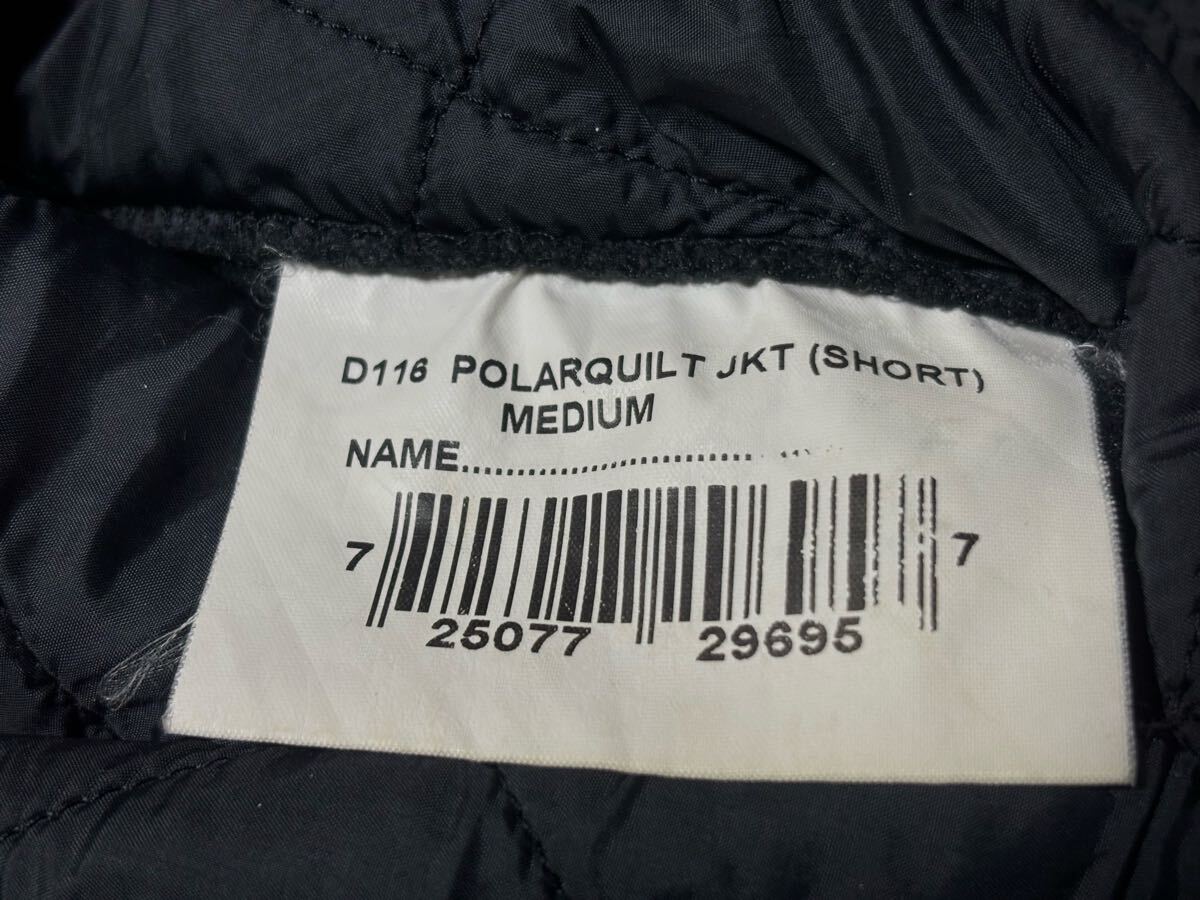 D116 POLARQUILT JKT (SHORT)
MEDIUM
NAME........................................
7 25077 29695 7